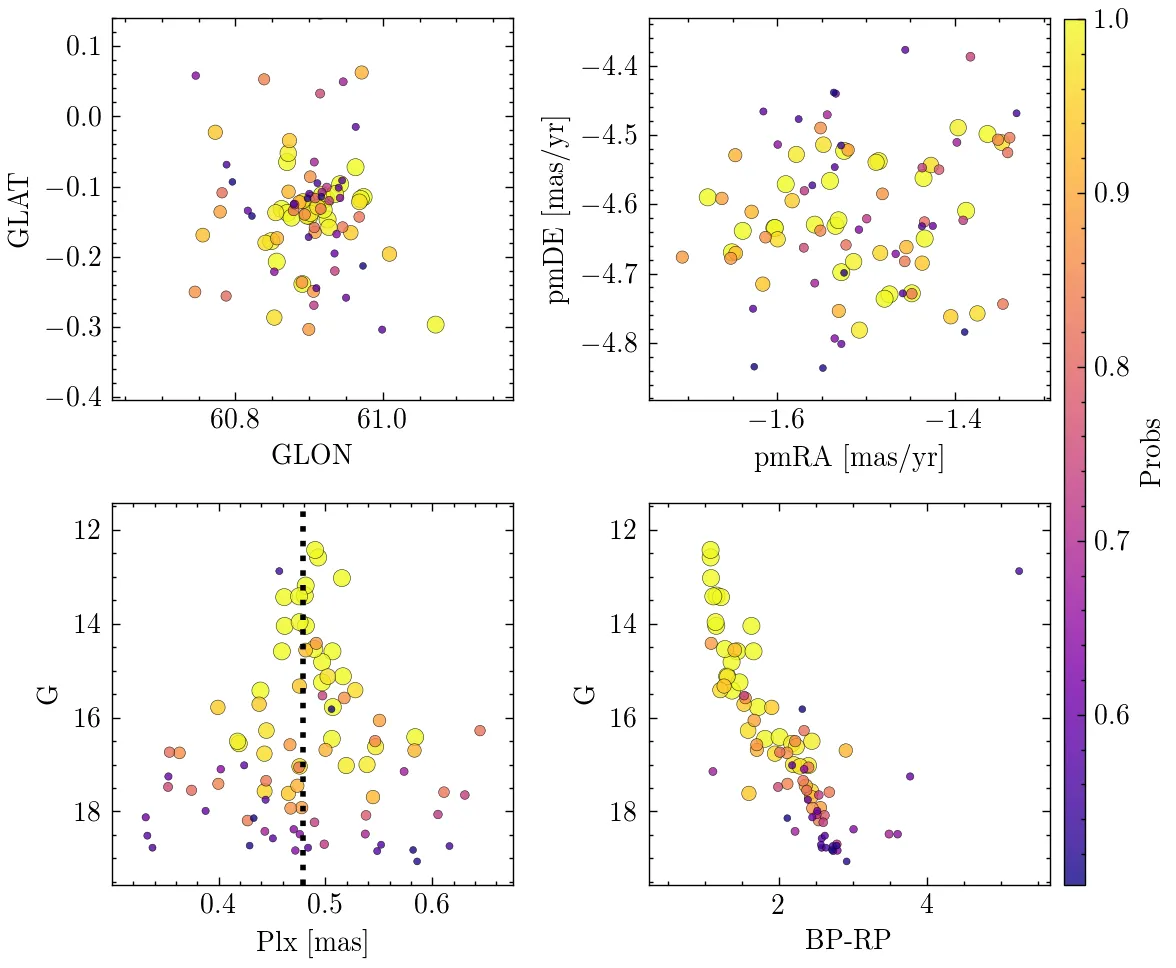 0.1
0.0
−0.1
−0.2
−0.3
−0.4
GLAT
60.8 61.0
GLON
−4.4
−4.5
−4.6
−4.7
−4.8
pmDE [mas/yr]
−1.6 −1.4
pmRA [mas/yr]
1.0
0.9
0.8
0.7
0.6
Probs
12
14
16
18
G
0.4 0.5 0.6
Plx [mas]
12
14
16
18
G
2 4
BP-RP